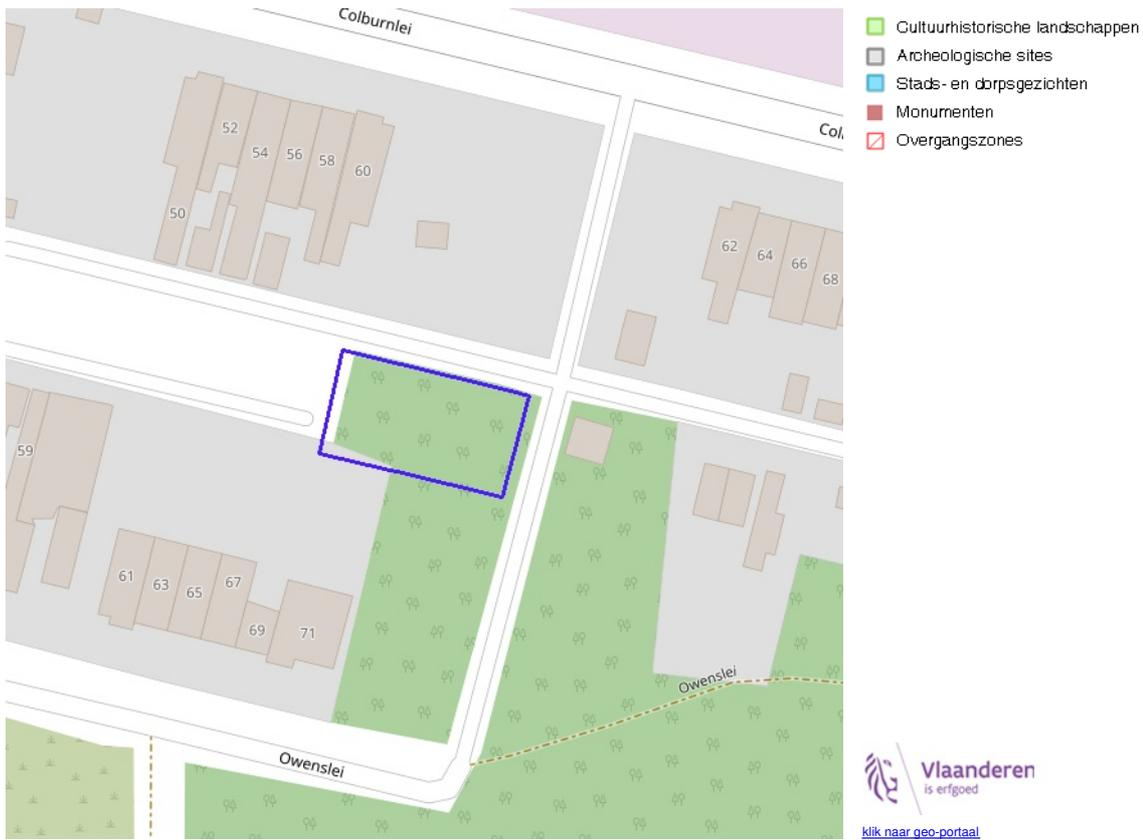 Colburnlei
Cultuurhistorische landschappen
Archeologische sites
Stads- en dorpsgezichten
Monumenten
Overgangszones
Col
52
54
56
58
60
50
62
64
66
68
59
61
63
65
67
69
71
Owenslei
Owenslei
Vlaanderen
is erfgoed
klik naar geo-portaal